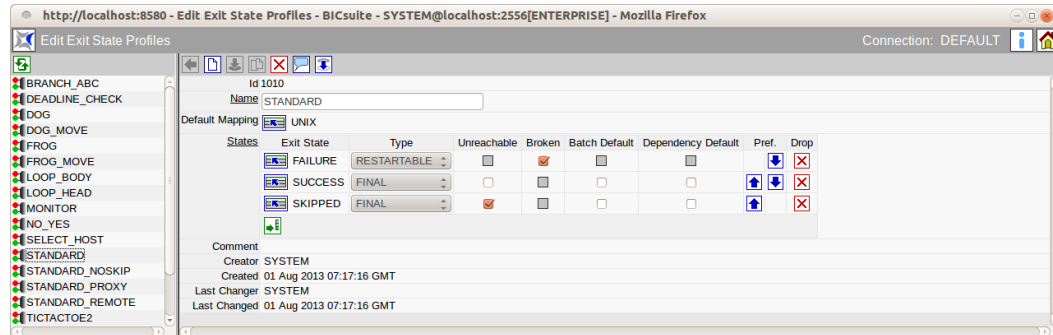 http://localhost:8580 - Edit Exit State Profiles - BICsuite - SYSTEM@localhost:2556[ENTERPRISE] - Mozilla Firefox
Edit Exit State Profiles Connection: DEFAULT
BRANCH_ABC
DEADLINE_CHECK
DOG
DOG_MOVE
FROG
FROG_MOVE
LOOP_BODY
LOOP_HEAD
MONITOR
NO_YES
SELECT_HOST
STANDARD
STANDARD_NOSKIP
STANDARD_PROXY
STANDARD_REMOTE
TICTACTOE2
Id 1010
Name STANDARD
Default Mapping UNIX
States Exit State Type Unreachable Broken Batch Default Dependency Default Pref. Drop
FAILURE RESTARTABLE
SUCCESS FINAL
SKIPPED FINAL
Comment
Creator SYSTEM
Created 01 Aug 2013 07:17:16 GMT
Last Changer SYSTEM
Last Changed 01 Aug 2013 07:17:16 GMT